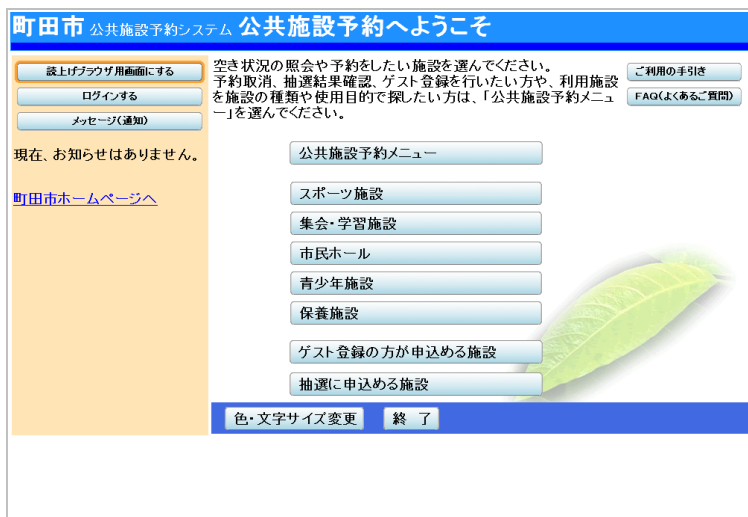 町田市 公共施設予約システム 公共施設予約へようこそ
読上げブラウザ用画面にする
ログインする
メッセージ(通知)
現在、お知らせはありません。
町田市ホームページへ
空き状況の照会や予約をしたい施設を選んでください。
予約取消、抽選結果確認、ゲスト登録を行いたい方や、利用施設
を施設の種類や使用目的で探したい方は、「公共施設予約メニュ
ー」を選んでください。
ご利用の手引き
FAQ(よくあるご質問)
公共施設予約メニュー
スポーツ施設
集会・学習施設
市民ホール
青少年施設
保養施設
ゲスト登録の方が申込める施設
抽選に申込める施設
色・文字サイズ変更
終 了